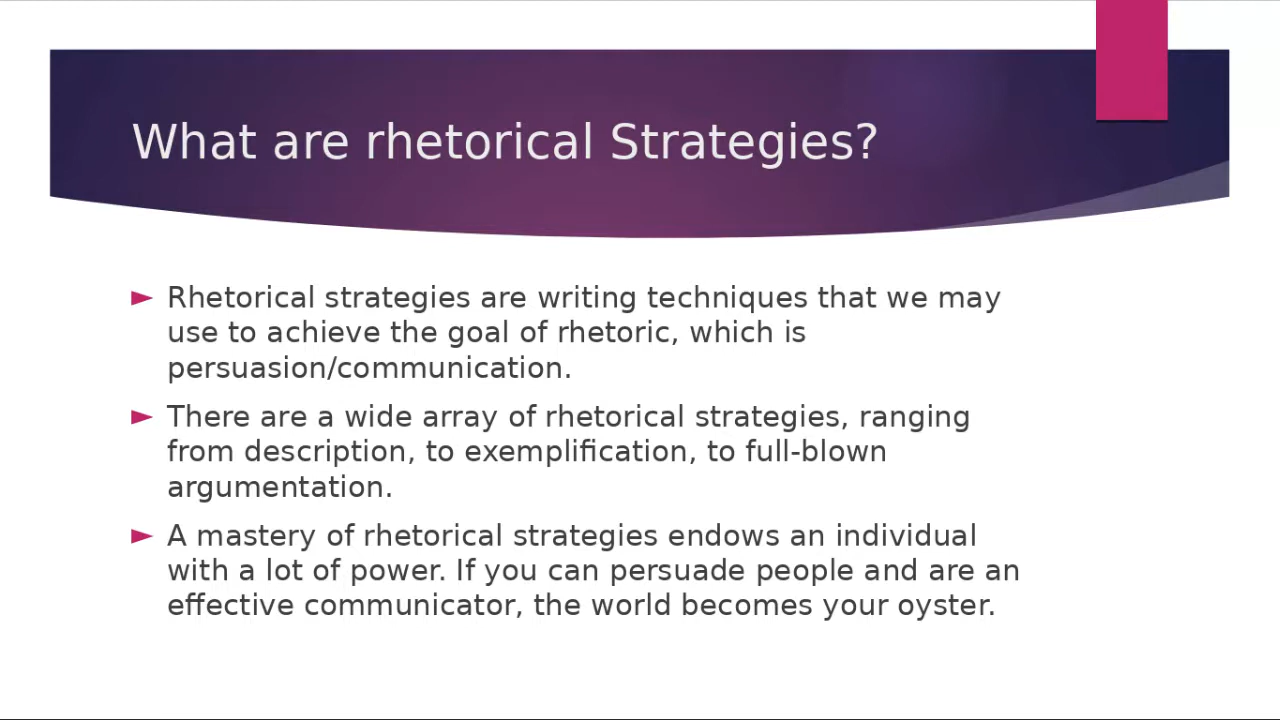 What are rhetorical Strategies?
► Rhetorical strategies are writing techniques that we may
use to achieve the goal of rhetoric, which is
persuasion/communication.
► There are a wide array of rhetorical strategies, ranging
from description, to exemplification, to full-blown
argumentation.
► A mastery of rhetorical strategies endows an individual
with a lot of power. If you can persuade people and are an
effective communicator, the world becomes your oyster.